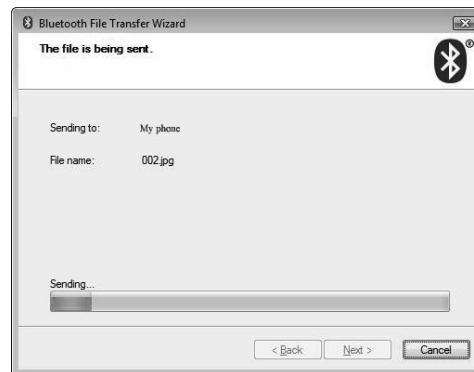 Bluetooth File Transfer Wizard
The file is being sent.
Sending to: My phone
File name: 002.jpg
Sending...
< Back Next > Cancel